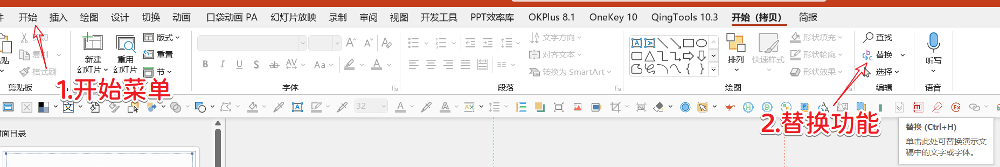 件 开始 插入 绘图 设计 切换 动画 口袋动画 PA 幻灯片放映 录制 审阅 视图 开发工具 PPT效率库 OKPlus 8.1 OneKey 10 QingTools 10.3 开始（拷贝） 简报
剪切
复制
格式刷
粘贴
剪贴板
新建
幻灯片
重用
幻灯片
版式
重置
节
B I U S ab AV Aa A
字体
文字方向
对齐文本
转换为 SmartArt
段落
排列
快速样式
形状填充
形状轮廓
形状效果
绘图
查找
替换
选择
编辑
听写
语音
1.开始菜单
2.替换功能
32
替换 (Ctrl+H)
单击此处可替换演示文
稿中的文字或字体。
封面目录